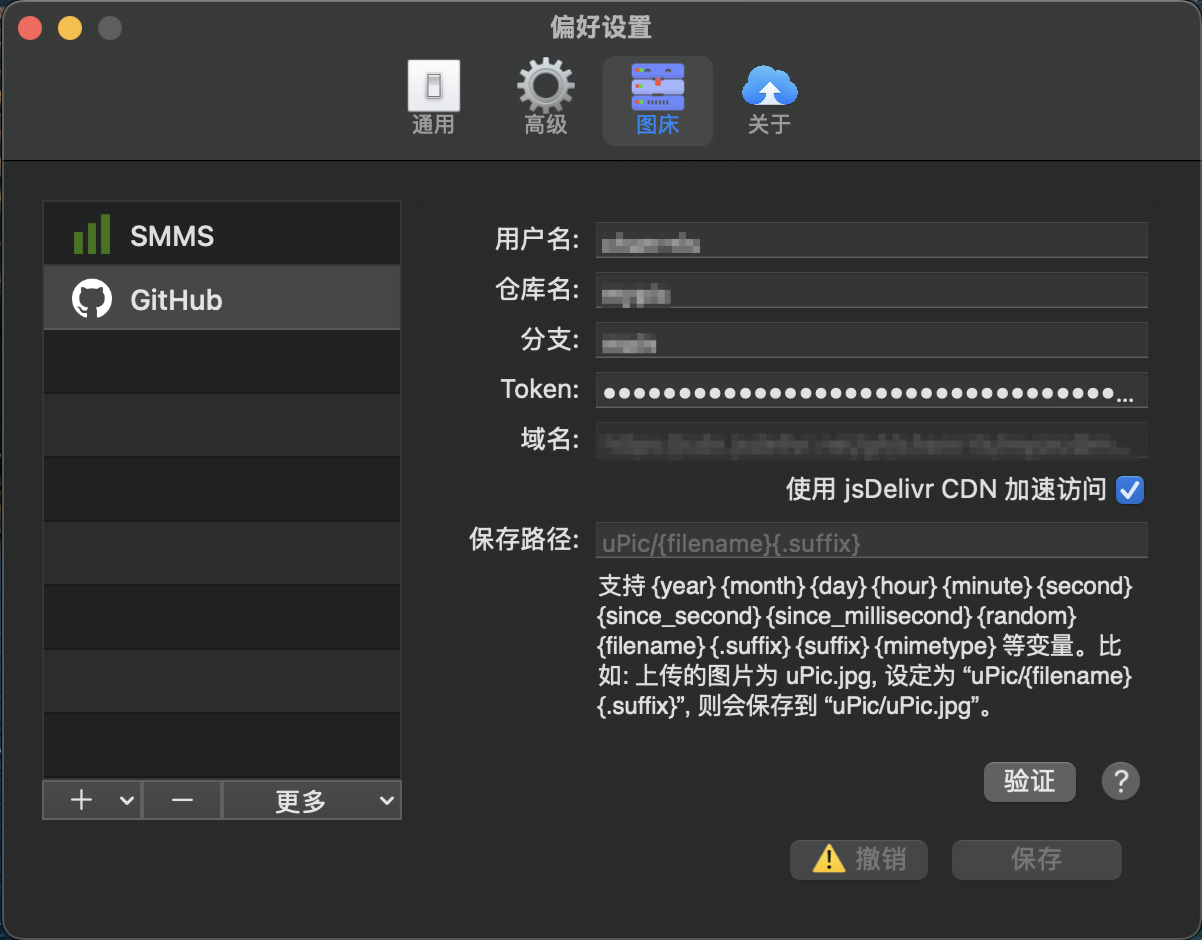 偏好设置
通用
高级
图床
关于
SMMS
GitHub
用户名:
仓库名:
分支:
Token:
域名:
使用 jsDelivr CDN 加速访问
保存路径:
uPic/{filename}{.suffix}
支持 {year} {month} {day} {hour} {minute} {second}
{since_second} {since_millisecond} {random}
{filename} {.suffix} {suffix} {mimetype} 等变量。比
如: 上传的图片为 uPic.jpg, 设定为 “uPic/{filename}
{.suffix}”, 则会保存到 “uPic/uPic.jpg”。
验证
?
更多
撤销
保存